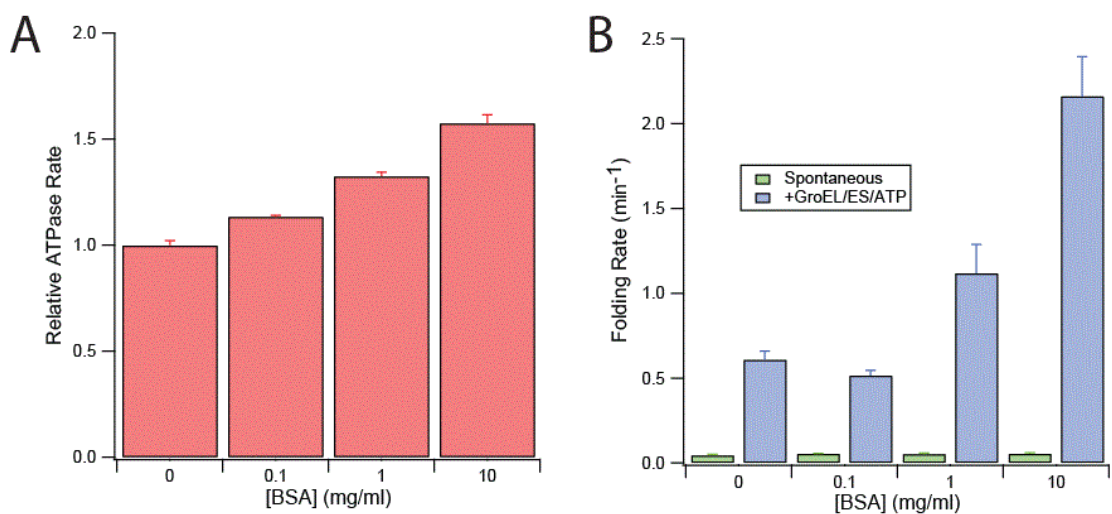 A
Relative ATPase Rate
2.0
1.5
1.0
0.5
0.0
0 0.1 1 10
[BSA] (mg/ml)
B
Folding Rate (min⁻¹)
2.5
2.0
1.5
1.0
0.5
0.0
Spontaneous
+GroEL/ES/ATP
0 0.1 1 10
[BSA] (mg/ml)